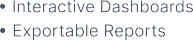 • Interactive Dashboards
• Exportable Reports